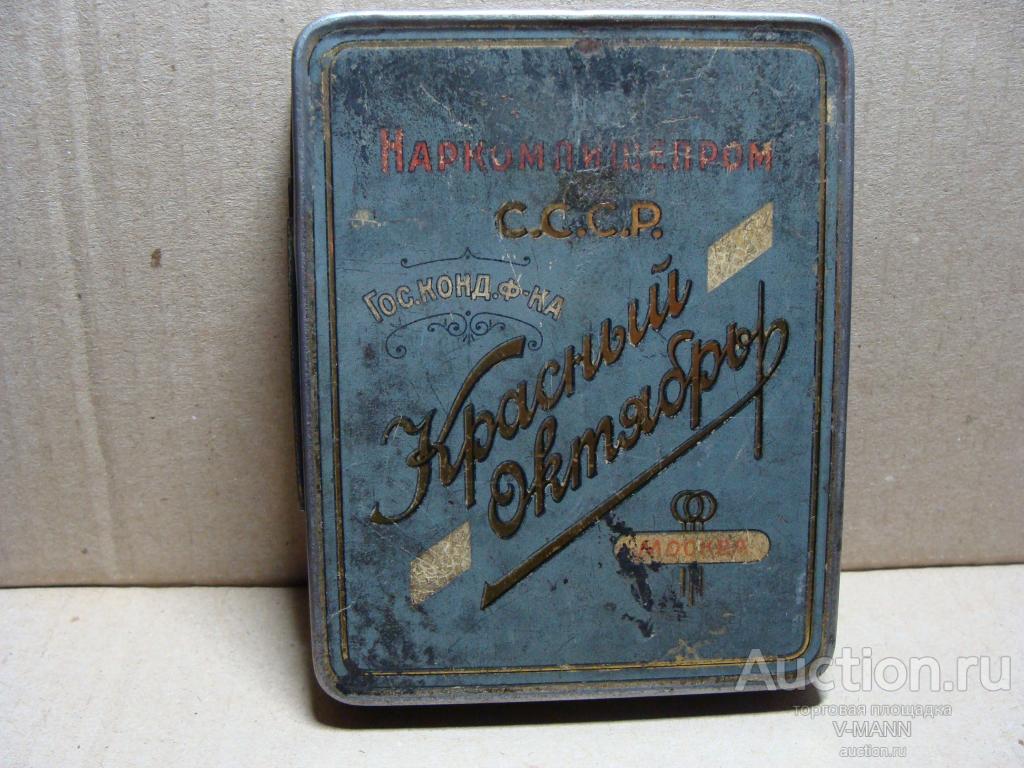 НАРКОМПИЩЕПРОМ
С.С.С.Р.
ГОС.КОНД.Ф-КА
Красный
Октябрь
МОСКВА
Auction.ru
торговая площадка
V-MANN
auction.ru